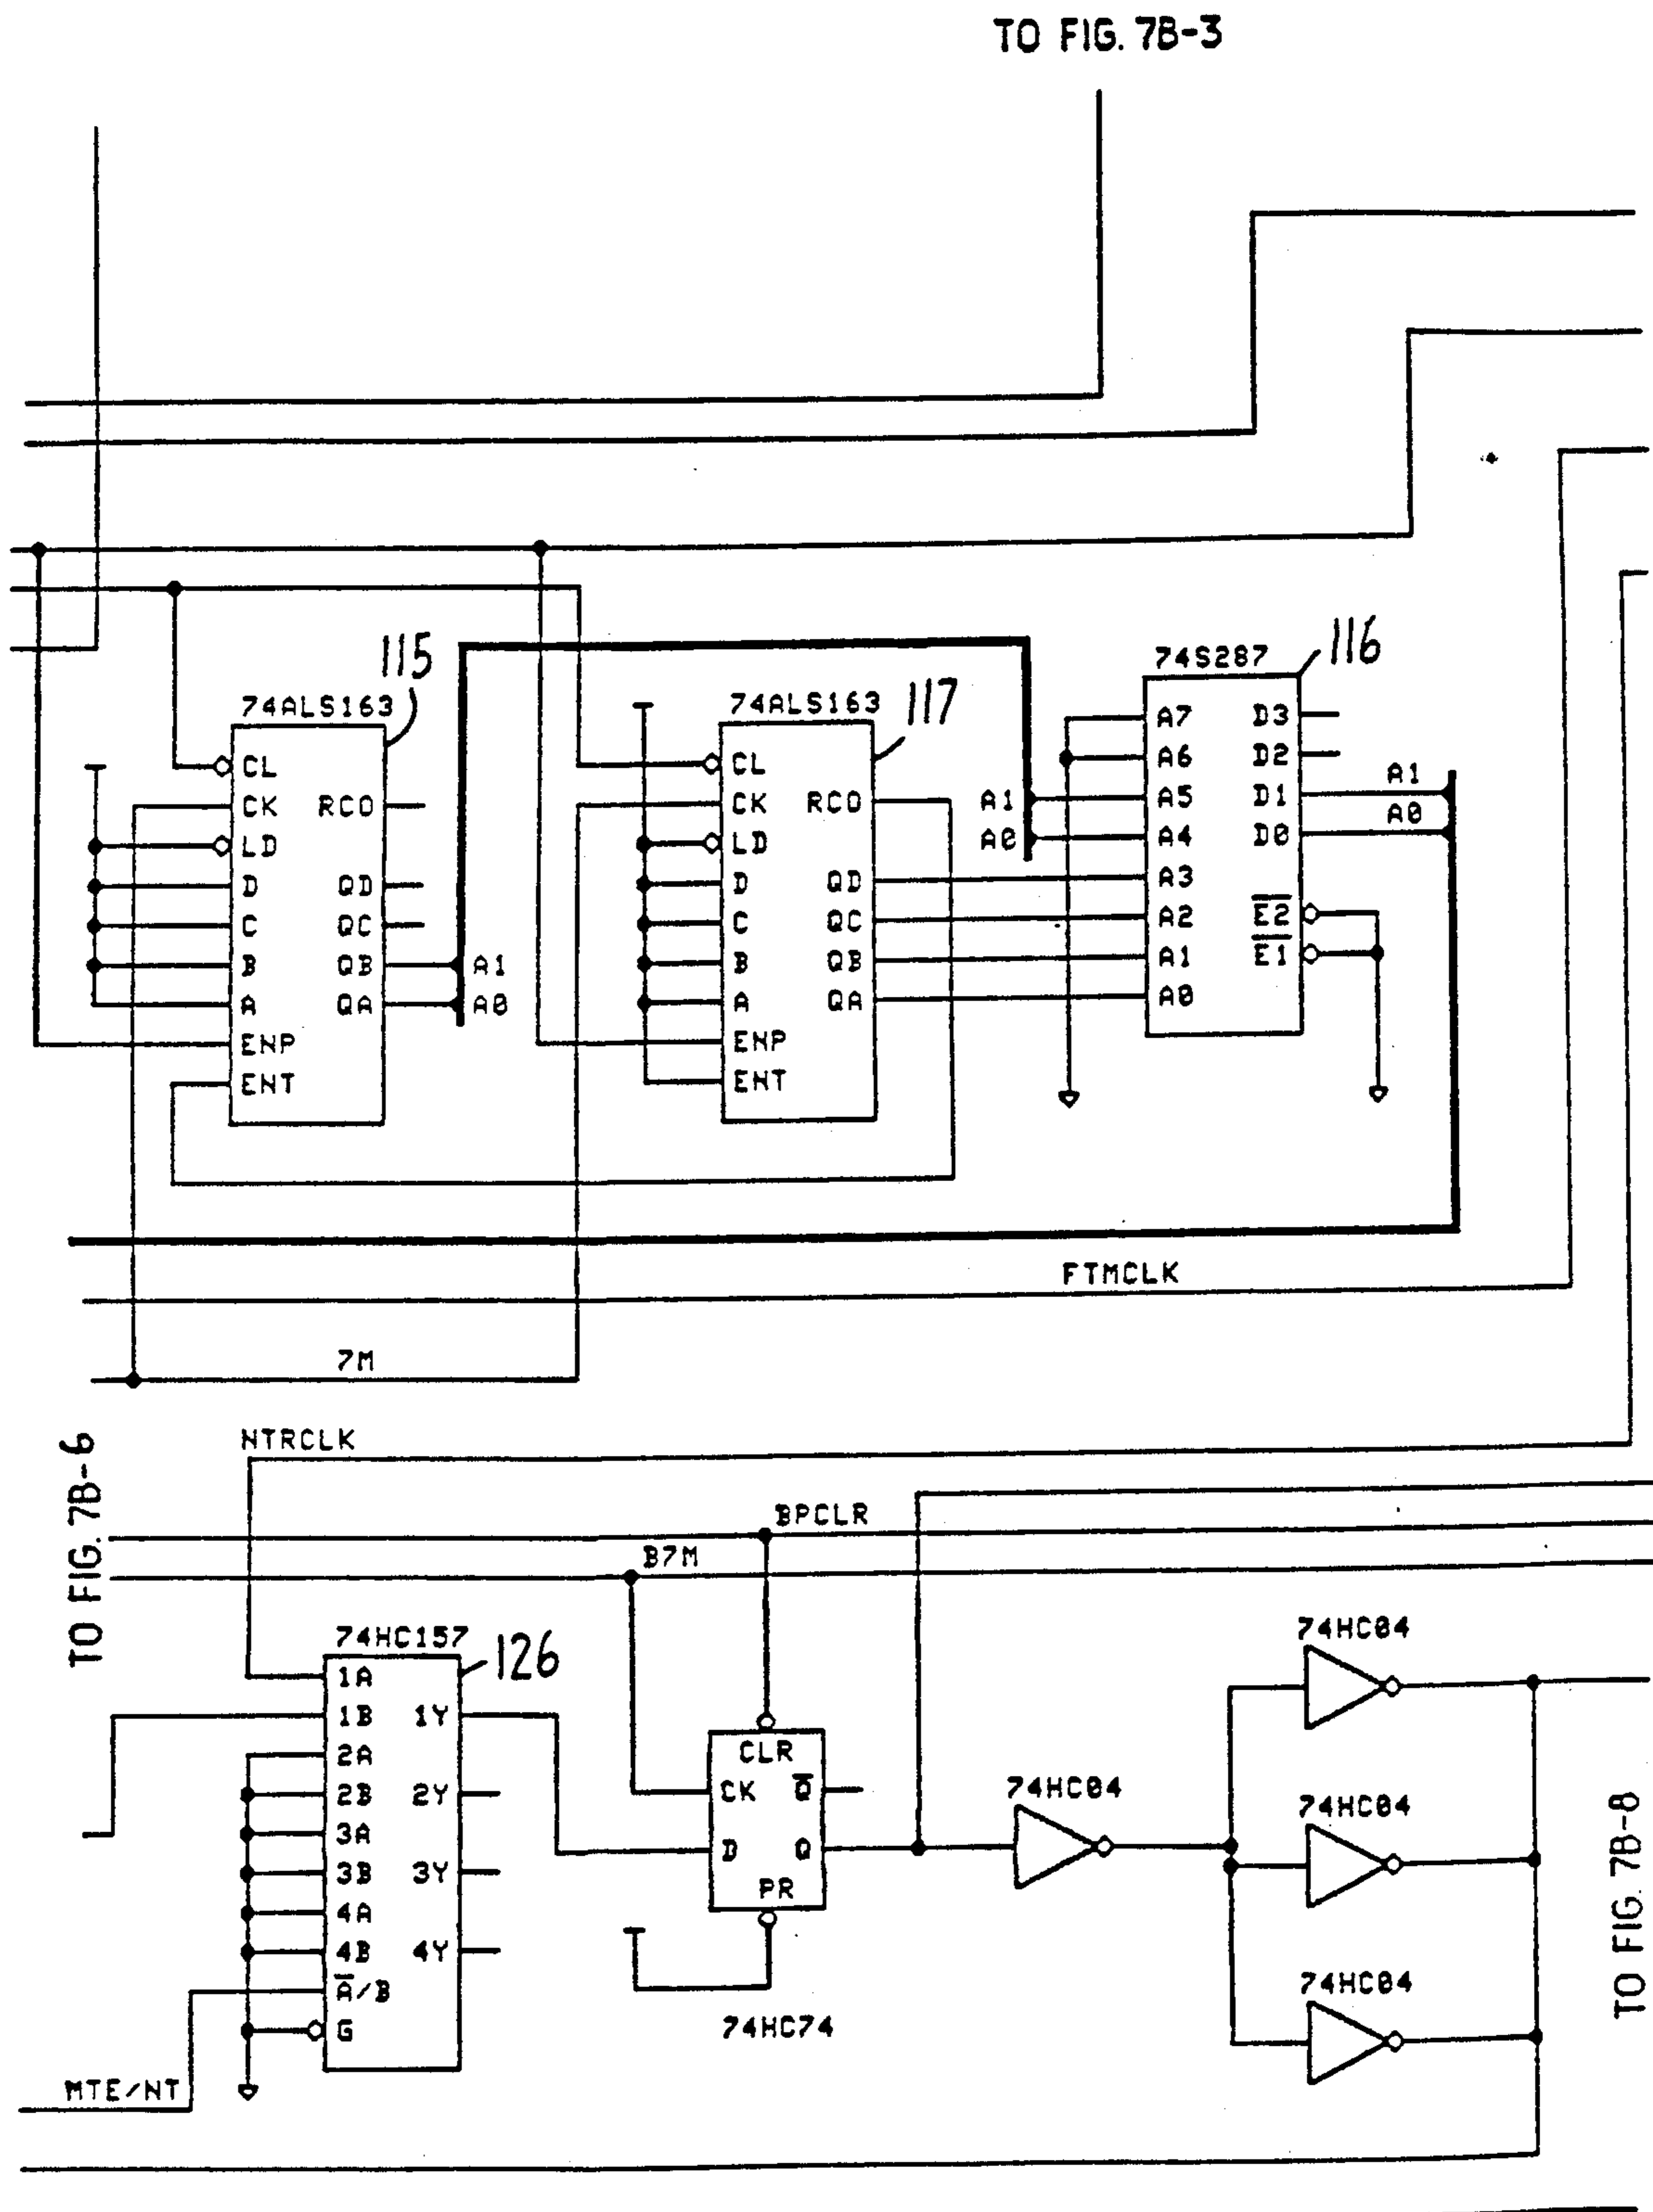 TO FIG. 7B-3
115
74ALS163
CL
CK
RCO
LD
D
QD
C
QC
B
QB
A1
A
QA
A0
ENP
ENT
117
74ALS163
CL
CK
RCO
LD
D
QD
C
QC
B
QB
A
QA
ENP
ENT
A1
A0
74S287
116
A7
D3
A6
D2
A5
D1
A1
A4
D0
A0
A3
A2
E2
A1
E1
A0
FTMCLK
7M
TO FIG. 7B-6
NTRCLK
BPCLR
B7M
74HC157
126
1A
1B
1Y
2A
2B
2Y
3A
3B
3Y
4A
4B
4Y
A/B
G
MTE/NT
CLR
CK
Q
D
Q
PR
74HC74
74HC04
74HC04
74HC04
74HC04
TO FIG. 7B-8